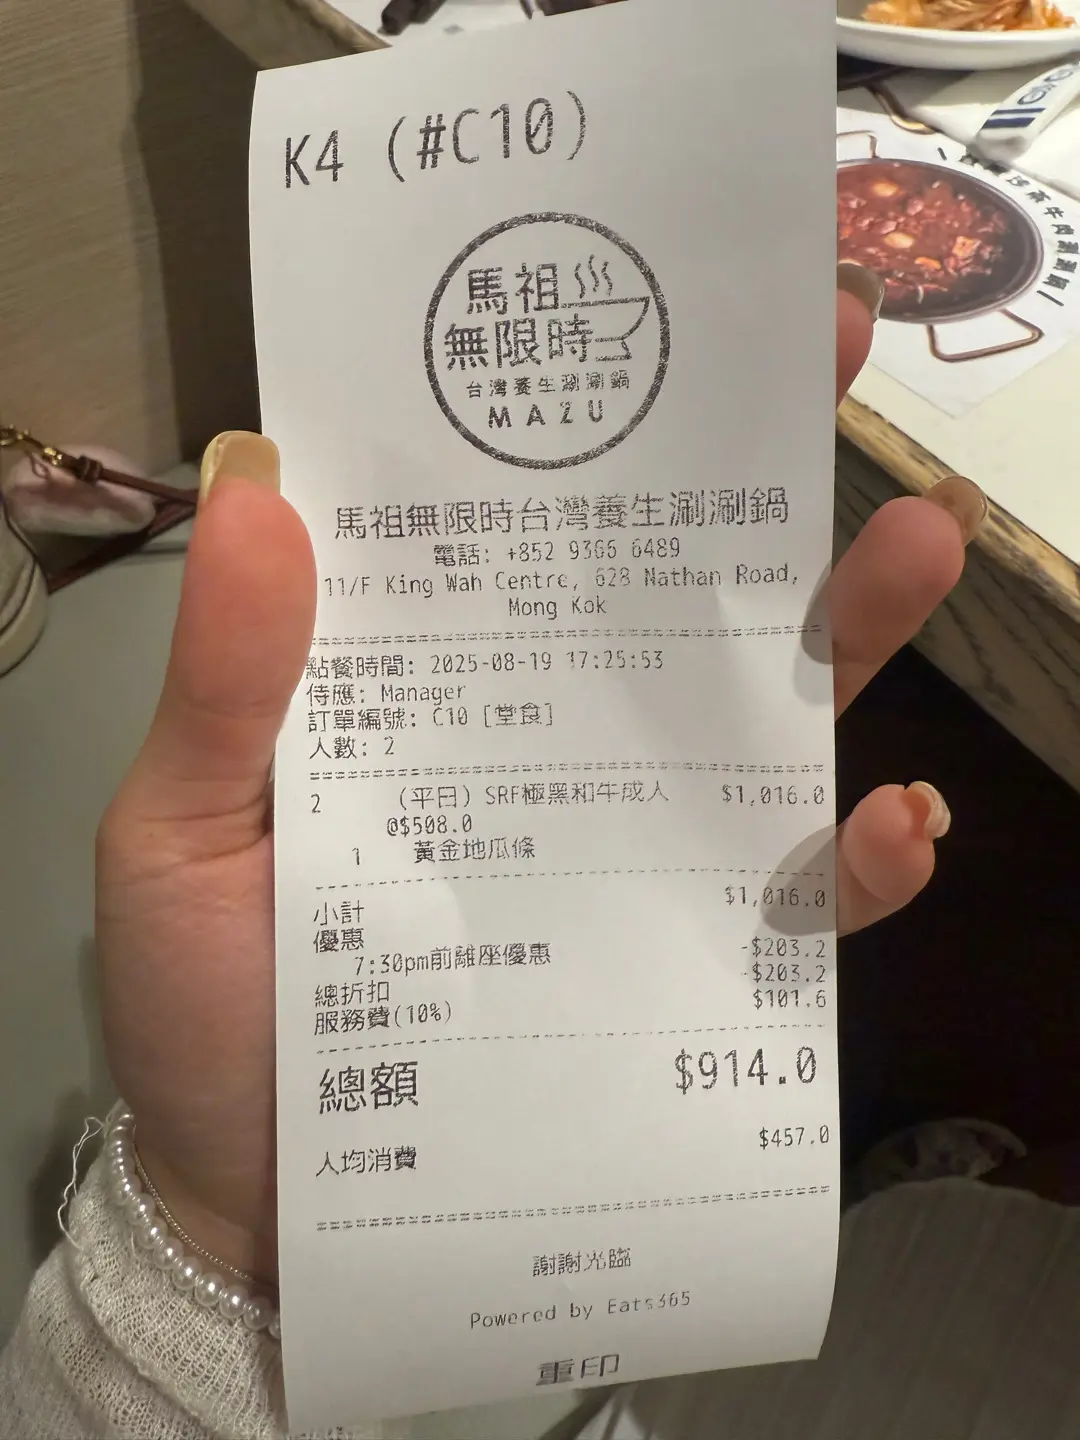 K4 (#C10)
馬祖
無限時
台灣養生涮涮鍋
MAZU
馬祖無限時台灣養生涮涮鍋
電話: +852 9366 6489
11/F King Wah Centre, 628 Nathan Road,
Mong Kok
點餐時間: 2025-08-19 17:25:53
侍應: Manager
訂單編號: C10 [堂食]
人數: 2
2 (平日) SRF極黑和牛成人 $1,016.0
@$508.0
1 黃金地瓜條
小計 $1,016.0
優惠
7:30pm前離座優惠 -$203.2
總折扣 -$203.2
服務費(10%) $101.6
總額 $914.0
人均消費 $457.0
謝謝光臨
Powered by Eats365
重印